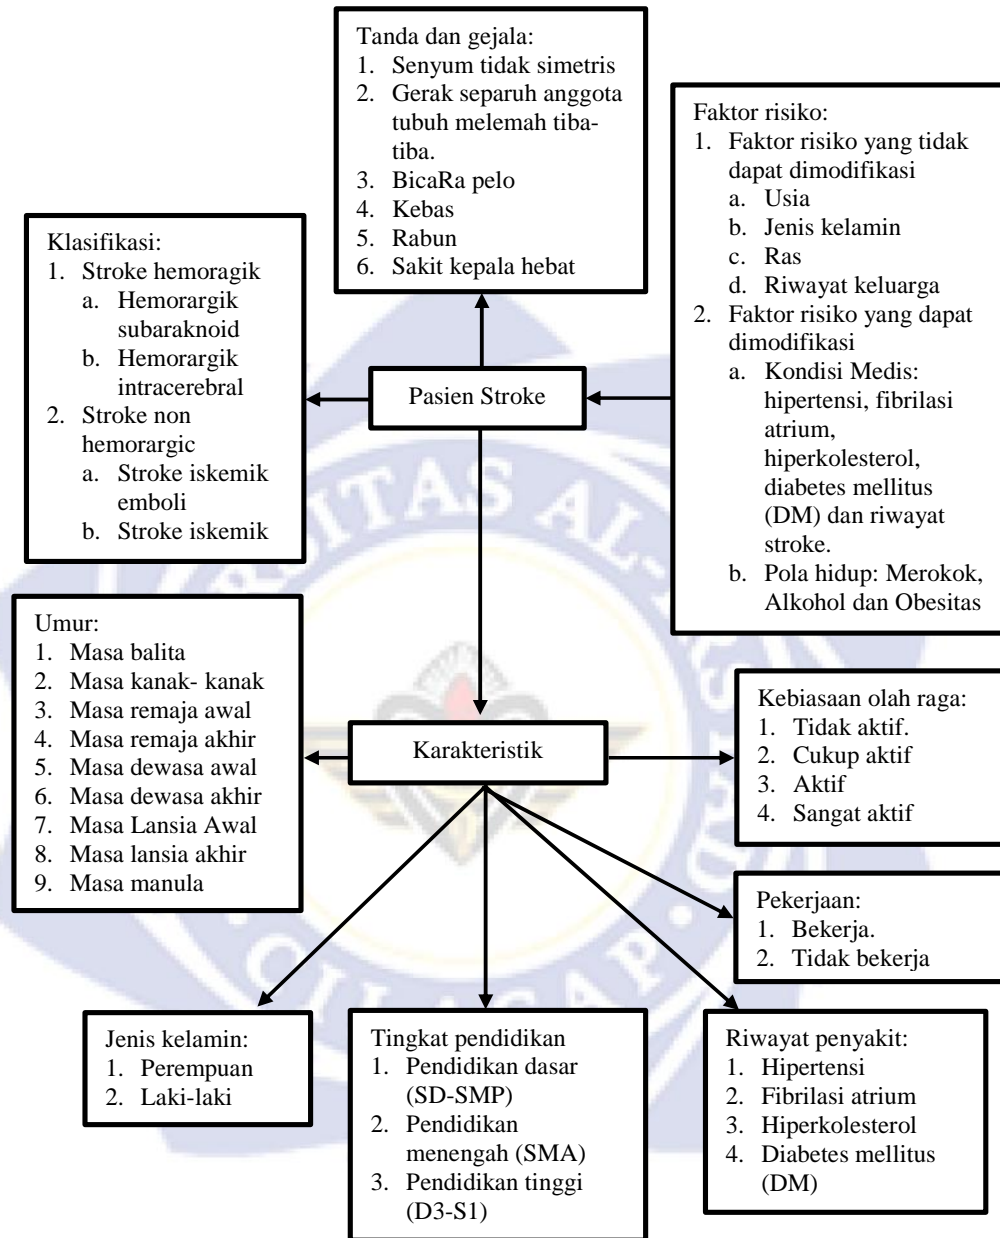 Tanda dan gejala:
1. Senyum tidak simetris
2. Gerak separuh anggota
tubuh melemah tiba-
tiba.
3. BicaRa pelo
4. Kebas
5. Rabun
6. Sakit kepala hebat
Faktor risiko:
1. Faktor risiko yang tidak
dapat dimodifikasi
a. Usia
b. Jenis kelamin
c. Ras
d. Riwayat keluarga
2. Faktor risiko yang dapat
dimodifikasi
a. Kondisi Medis:
hipertensi, fibrilasi
atrium,
hiperkolesterol,
diabetes mellitus
(DM) dan riwayat
stroke.
b. Pola hidup: Merokok,
Alkohol dan Obesitas
Klasifikasi:
1. Stroke hemoragik
a. Hemorargik
subaraknoid
b. Hemorargik
intracerebral
2. Stroke non
hemorargic
a. Stroke iskemik
emboli
b. Stroke iskemik
Pasien Stroke
Umur:
1. Masa balita
2. Masa kanak- kanak
3. Masa remaja awal
4. Masa remaja akhir
5. Masa dewasa awal
6. Masa dewasa akhir
7. Masa Lansia Awal
8. Masa lansia akhir
9. Masa manula
Karakteristik
Kebiasaan olah raga:
1. Tidak aktif.
2. Cukup aktif
3. Aktif
4. Sangat aktif
Pekerjaan:
1. Bekerja.
2. Tidak bekerja
Jenis kelamin:
1. Perempuan
2. Laki-laki
Tingkat pendidikan
1. Pendidikan dasar
(SD-SMP)
2. Pendidikan
menengah (SMA)
3. Pendidikan tinggi
(D3-S1)
Riwayat penyakit:
1. Hipertensi
2. Fibrilasi atrium
3. Hiperkolesterol
4. Diabetes mellitus
(DM)